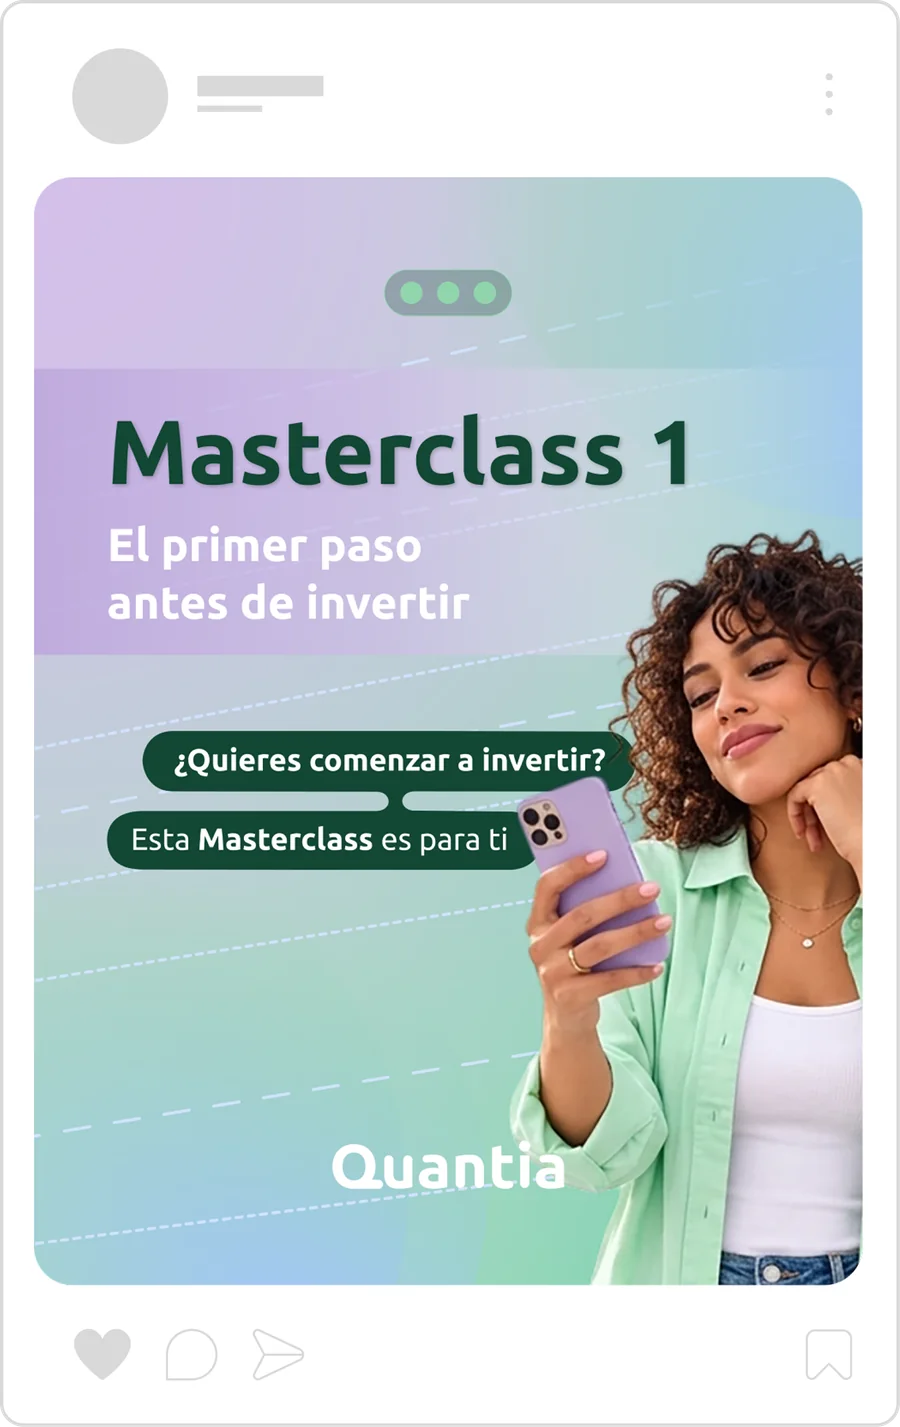 Masterclass 1
El primer paso
antes de invertir
¿Quieres comenzar a invertir?
Esta Masterclass es para ti
Quantia